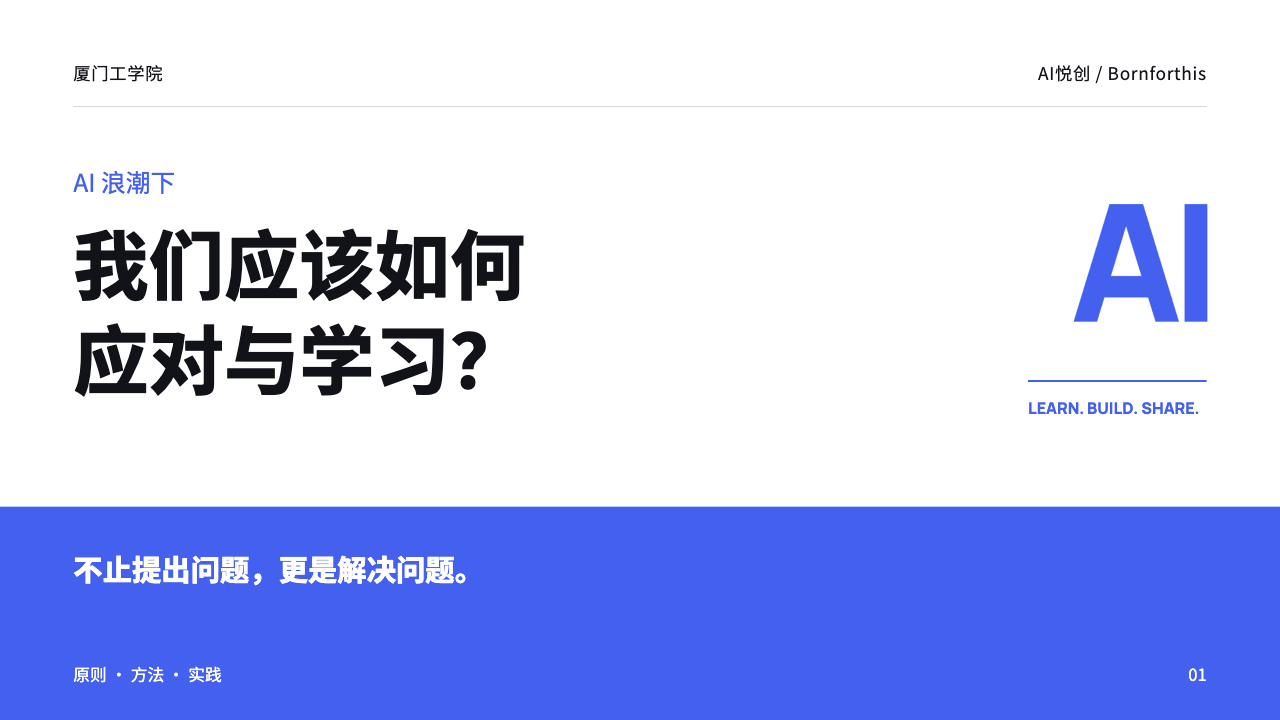 厦门工学院
AI悦创 / Bornforthis
AI 浪潮下
我们应该如何
应对与学习？
AI
LEARN. BUILD. SHARE.
不止提出问题，更是解决问题。
原则 · 方法 · 实践
01